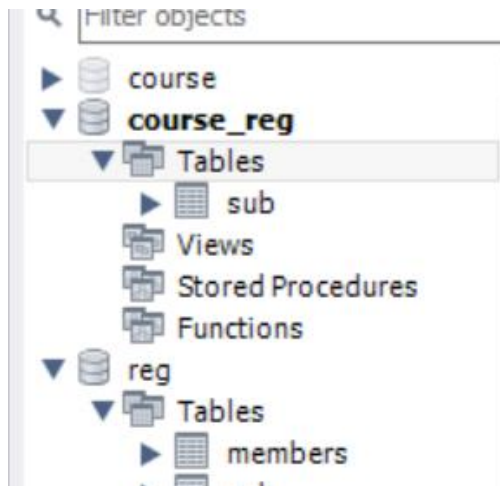 Filter objects
course
course_reg
Tables
sub
Views
Stored Procedures
Functions
reg
Tables
members